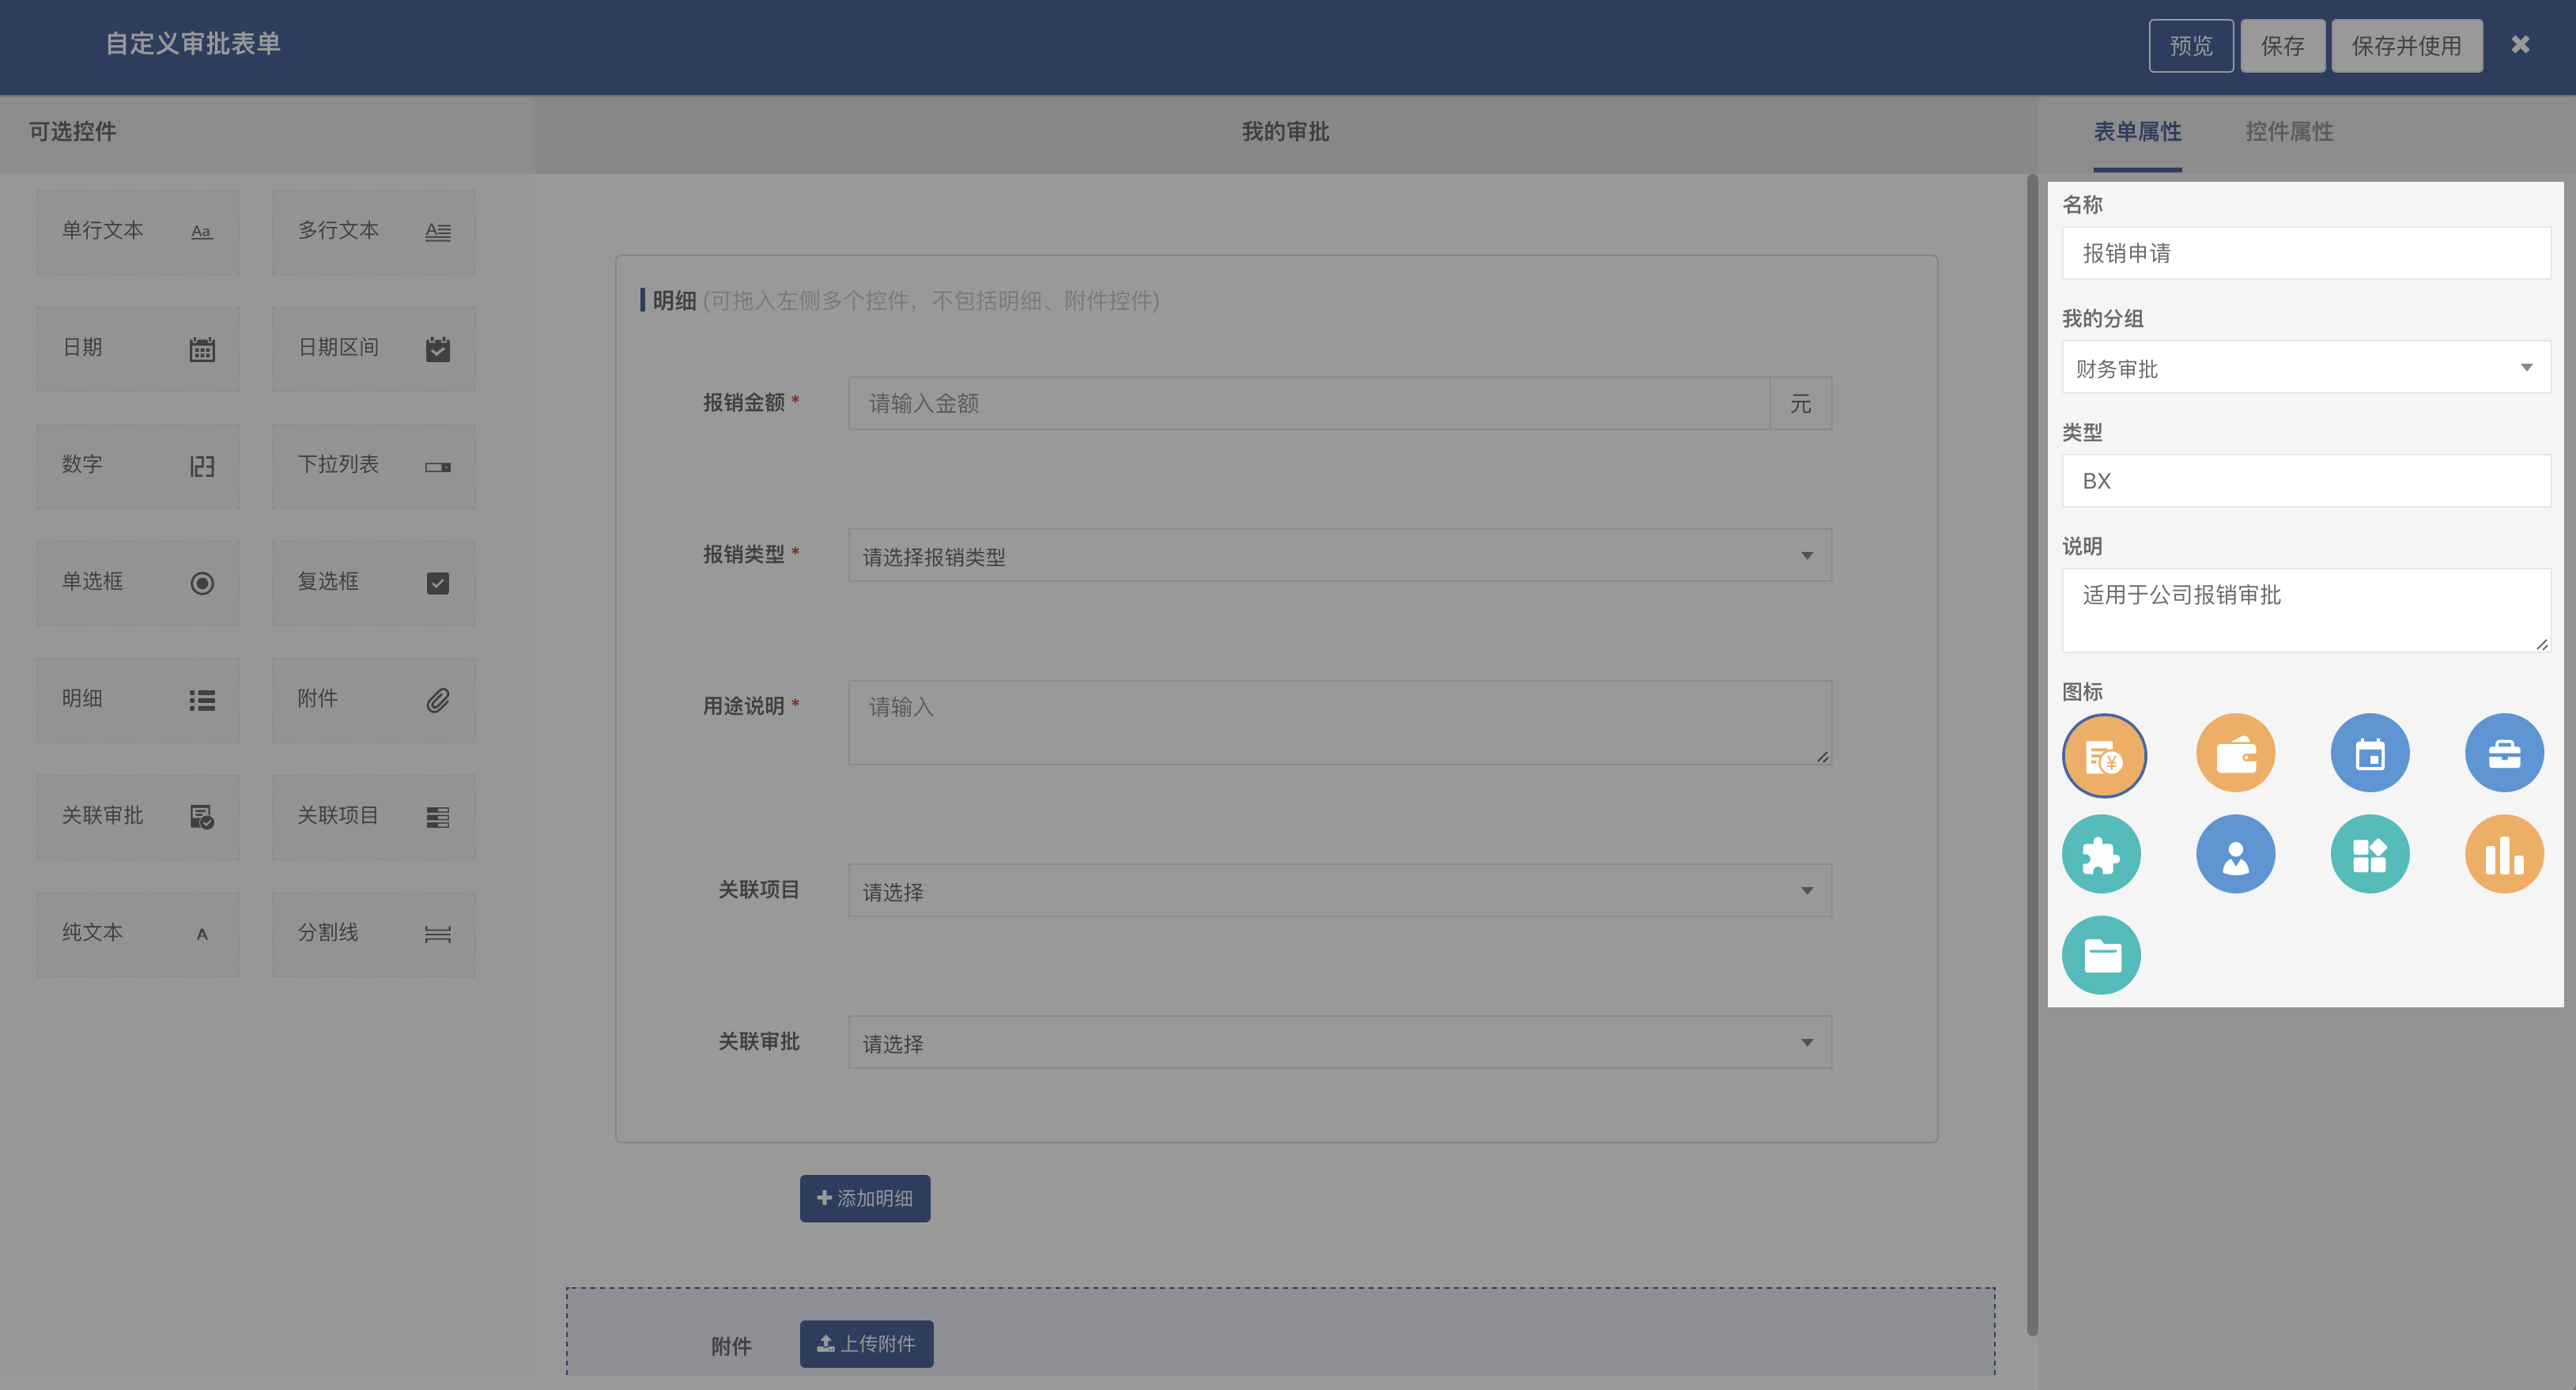 自定义审批表单
预览 保存 保存并使用
可选控件
我的审批
表单属性 控件属性
单行文本 Aa
多行文本 A
日期
日期区间
数字 123
下拉列表
单选框
复选框
明细
附件
关联审批
关联项目
纯文本 A
分割线
明细 (可拖入左侧多个控件，不包括明细、附件控件)
报销金额 * 请输入金额 元
报销类型 * 请选择报销类型
用途说明 * 请输入
关联项目 请选择
关联审批 请选择
添加明细
附件 上传附件
名称
报销申请
我的分组
财务审批
类型
BX
说明
适用于公司报销审批
图标
¥